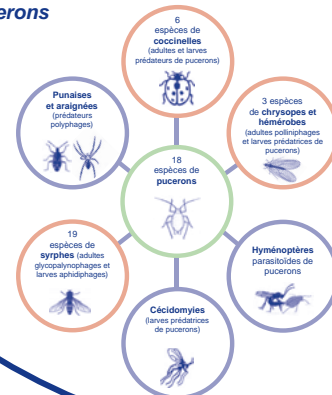 erons
6
espèces de
coccinelles
(adultes et larves
prédateurs de pucerons)
Punaises
et araignées
(prédateurs
polyphages)
3 espèces
de chrysopes et
hémérobes
(adultes polliniphages
et larves prédatrices de
pucerons)
18
espèces de
pucerons
19
espèces de
syrphes (adultes
glycopalynophages et
larves aphidiphages)
Hyménoptères
parasitoïdes de
pucerons
Cécidomyies
(larves prédatrices
de pucerons)